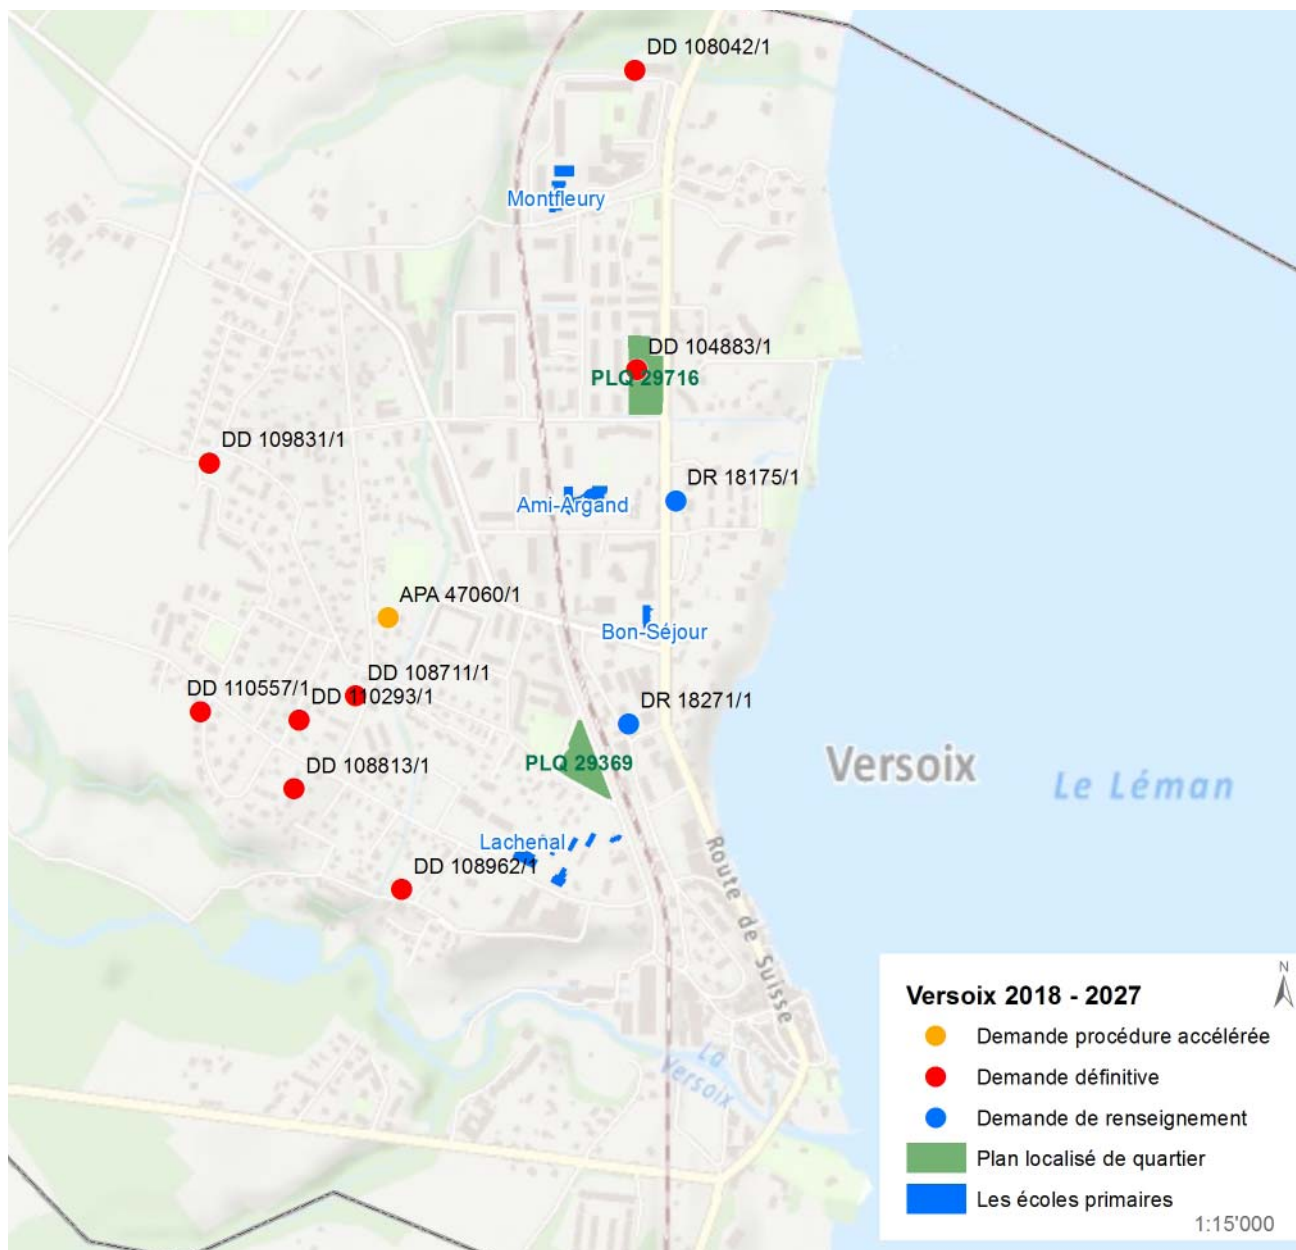 DD 108042/1
Montfleury
DD 104883/1
PLQ 29716
DD 109831/1
DR 18175/1
Ami-Argand
APA 47060/1
Bon-Séjour
DD 108711/1
DD 110557/1
DD 110293/1
DR 18271/1
PLQ 29369
DD 108813/1
Versoix
Le Léman
Lachenal
DD 108962/1
Route de Suisse
La
Versoix
N
Versoix 2018 - 2027
Demande procédure accélérée
Demande définitive
Demande de renseignement
Plan localisé de quartier
Les écoles primaires
1:15'000